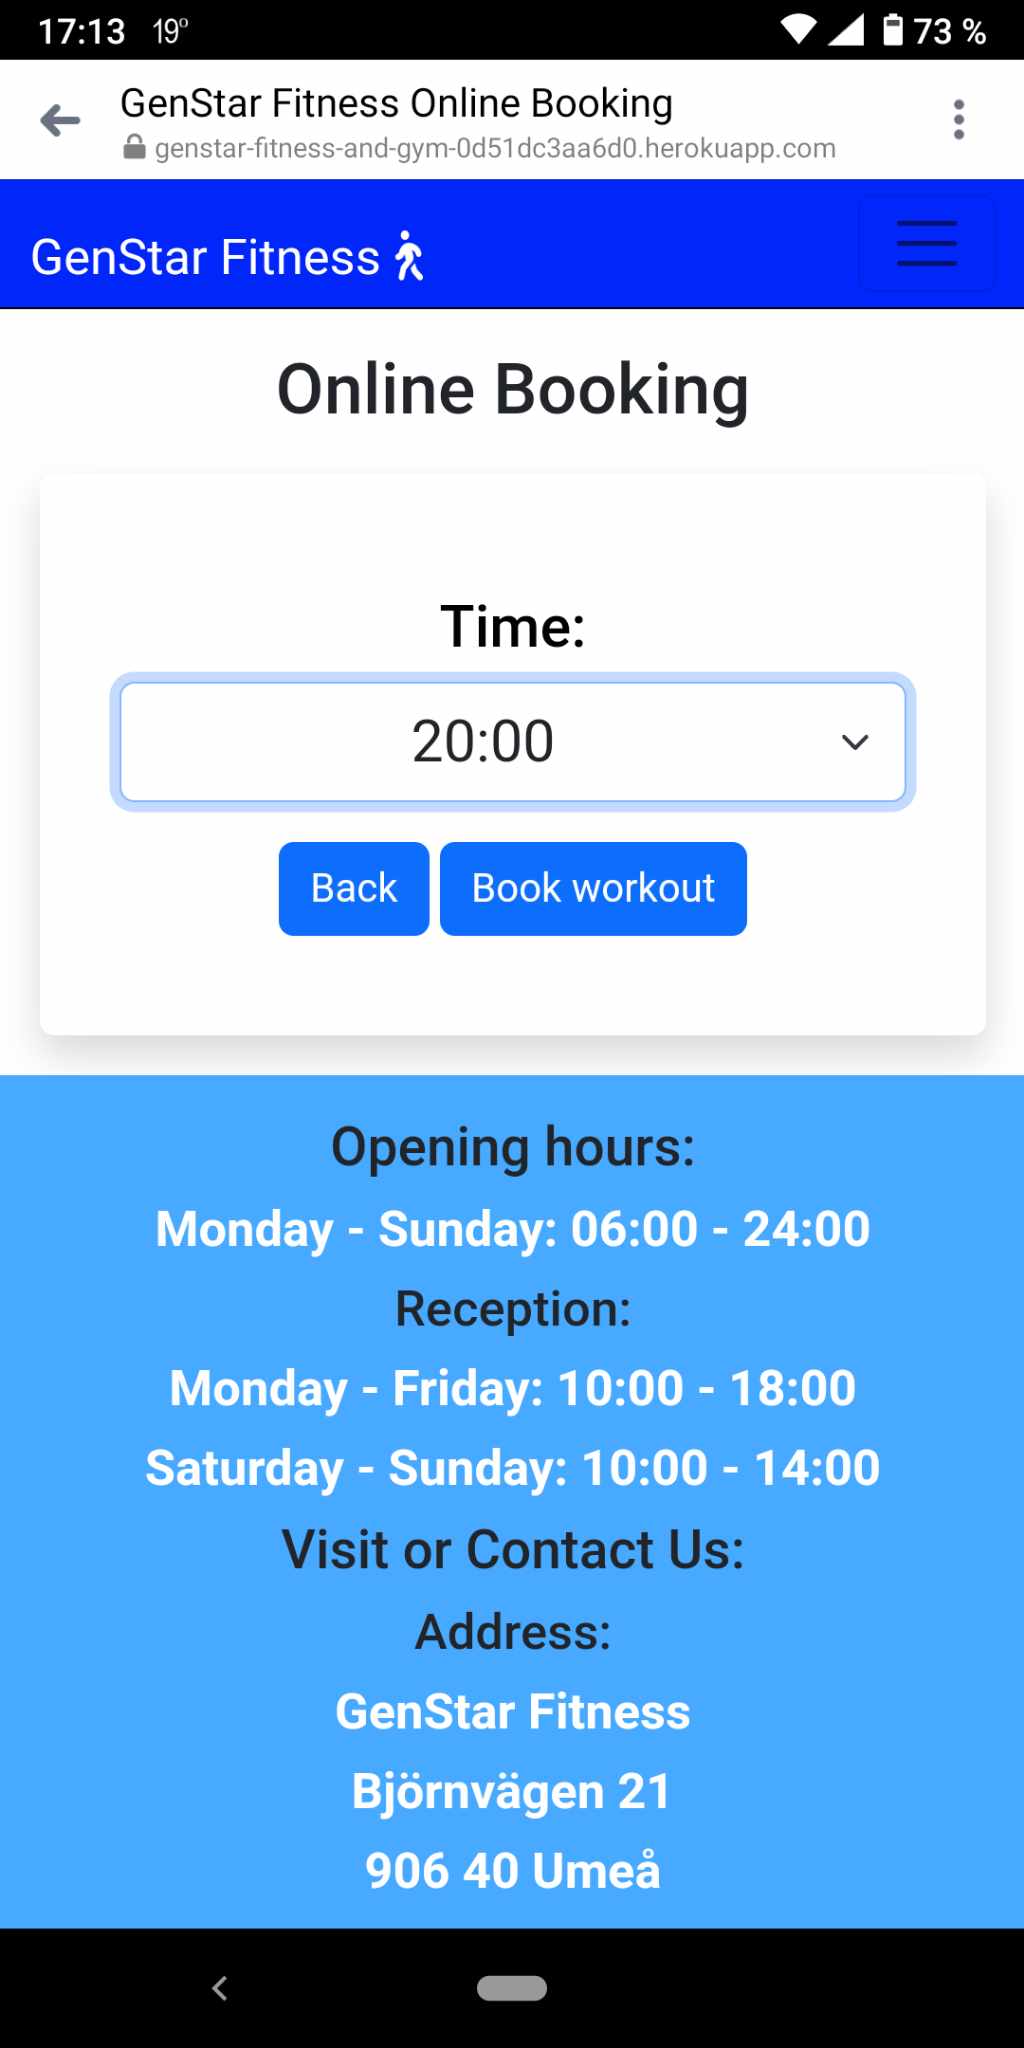 17:13 19° 73 %
GenStar Fitness Online Booking
genstar-fitness-and-gym-0d51dc3aa6d0.herokuapp.com
GenStar Fitness
Online Booking
Time:
20:00
Back Book workout
Opening hours:
Monday - Sunday: 06:00 - 24:00
Reception:
Monday - Friday: 10:00 - 18:00
Saturday - Sunday: 10:00 - 14:00
Visit or Contact Us:
Address:
GenStar Fitness
Björnvägen 21
906 40 Umeå